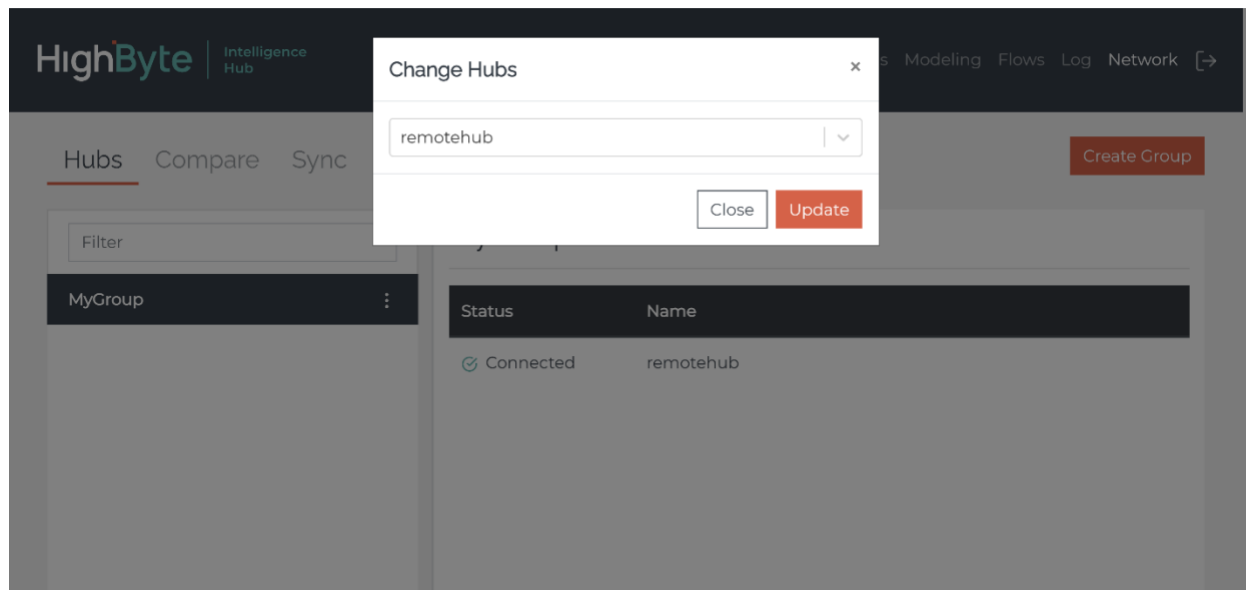 HighByte
Intelligence
Hub
Modeling Flows Log Network
Change Hubs ×
remotehub
Close Update
Hubs Compare Sync
Create Group
Filter
MyGroup
Status Name
Connected remotehub